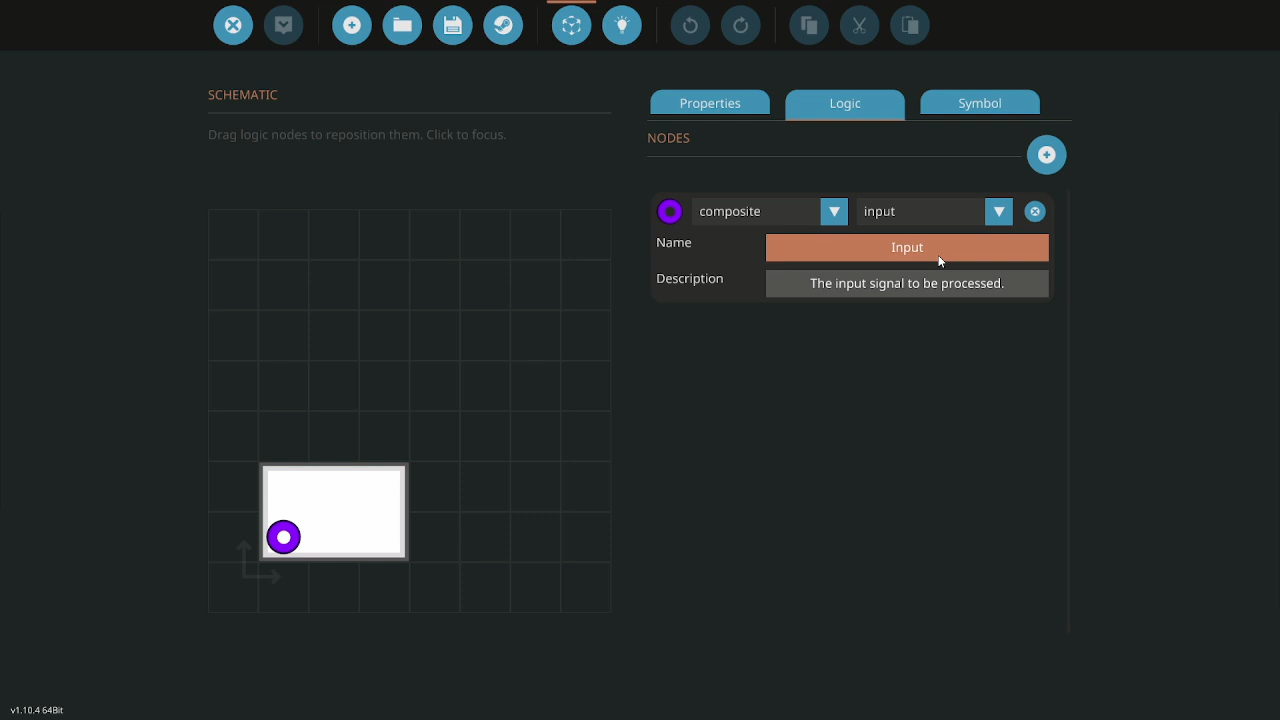 SCHEMATIC
Drag logic nodes to reposition them. Click to focus.
Properties
Logic
Symbol
NODES
composite
input
Name
Input
Description
The input signal to be processed.
v1.10.4 64Bit